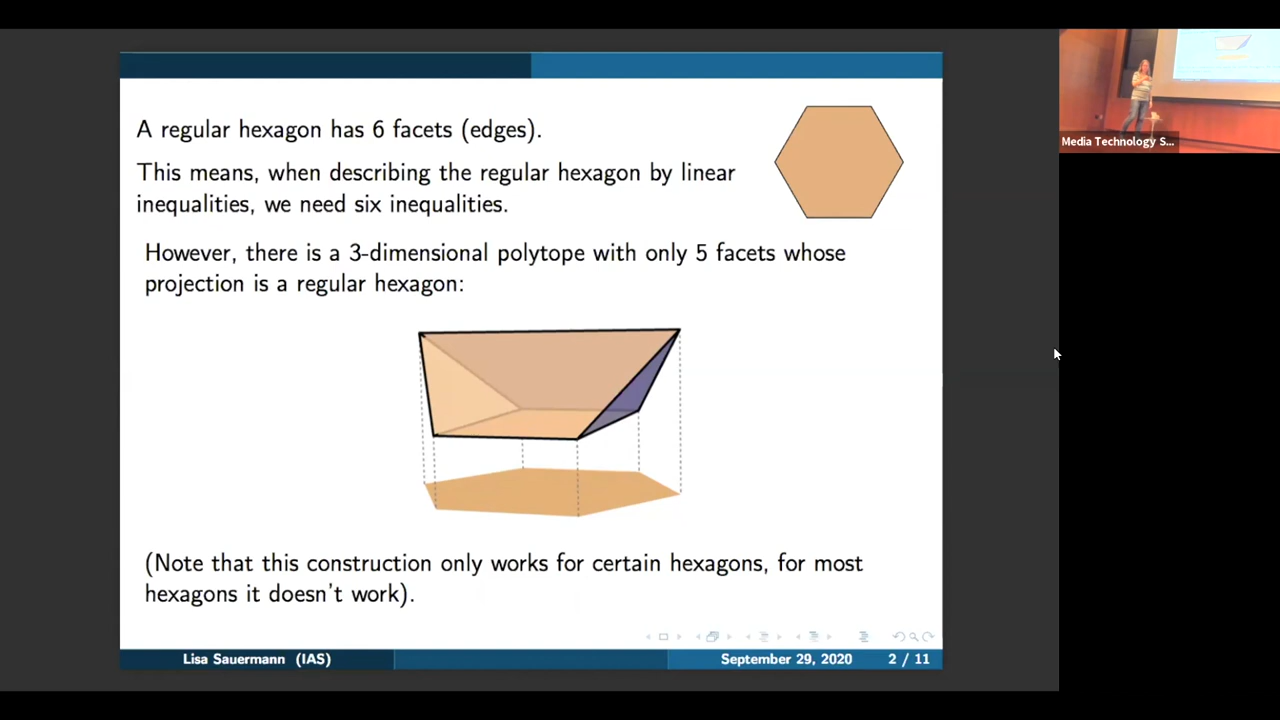 A regular hexagon has 6 facets (edges).
This means, when describing the regular hexagon by linear
inequalities, we need six inequalities.
However, there is a 3-dimensional polytope with only 5 facets whose
projection is a regular hexagon:
(Note that this construction only works for certain hexagons, for most
hexagons it doesn't work).
Lisa Sauermann (IAS)
September 29, 2020
2 / 11
Media Technology S...